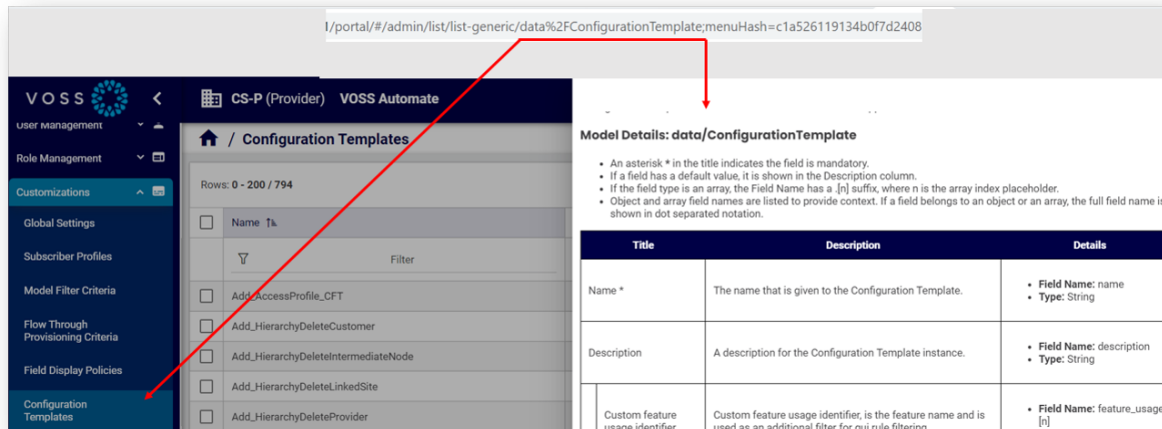 /portal/#/admin/list/list-generic/data%2FConfigurationTemplate;menuHash=c1a526119134b0f7d2408
VOSS
CS-P (Provider) VOSS Automate
User Management
Role Management
Customizations
Global Settings
Subscriber Profiles
Model Filter Criteria
Flow Through
Provisioning Criteria
Field Display Policies
Configuration
Templates
/ Configuration Templates
Rows: 0 - 200 / 794
Name
Filter
Add_AccessProfile_CFT
Add_HierarchyDeleteCustomer
Add_HierarchyDeleteIntermediateNode
Add_HierarchyDeleteLinkedSite
Add_HierarchyDeleteProvider
Model Details: data/ConfigurationTemplate
• An asterisk * in the title indicates the field is mandatory.
• If a field has a default value, it is shown in the Description column.
• If the field type is an array, the Field Name has a .[n] suffix, where n is the array index placeholder.
• Object and array field names are listed to provide context. If a field belongs to an object or an array, the full field name is
shown in dot separated notation.
Title Description Details
Name * The name that is given to the Configuration Template. • Field Name: name
• Type: String
Description A description for the Configuration Template instance. • Field Name: description
• Type: String
Custom feature Custom feature usage identifier, is the feature name and is • Field Name: feature_usage
usage identifier used as an additional filter for gui rule filtering [n]